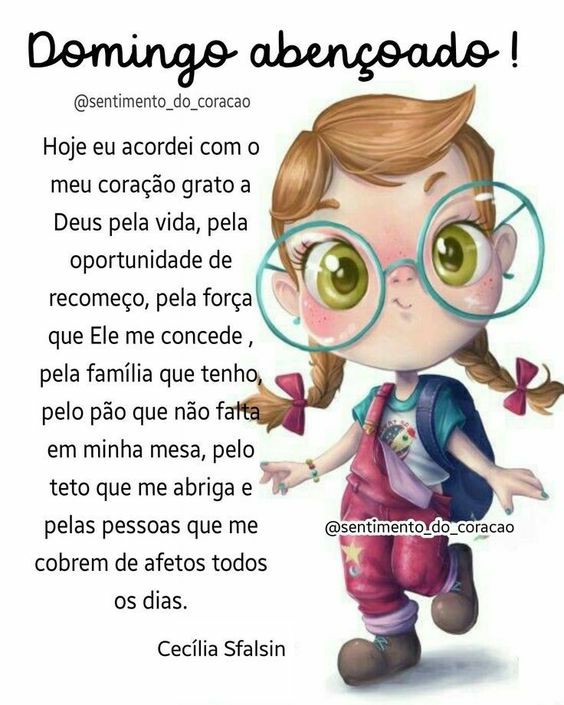 Domingo abençoado !
@sentimento_do_coracao
Hoje eu acordei com o
meu coração grato a
Deus pela vida, pela
oportunidade de
recomeço, pela força
que Ele me concede ,
pela família que tenho,
pelo pão que não falta
em minha mesa, pelo
teto que me abriga e
pelas pessoas que me
cobrem de afetos todos
os dias.
@sentimento_do_coracao
Cecília Sfalsin